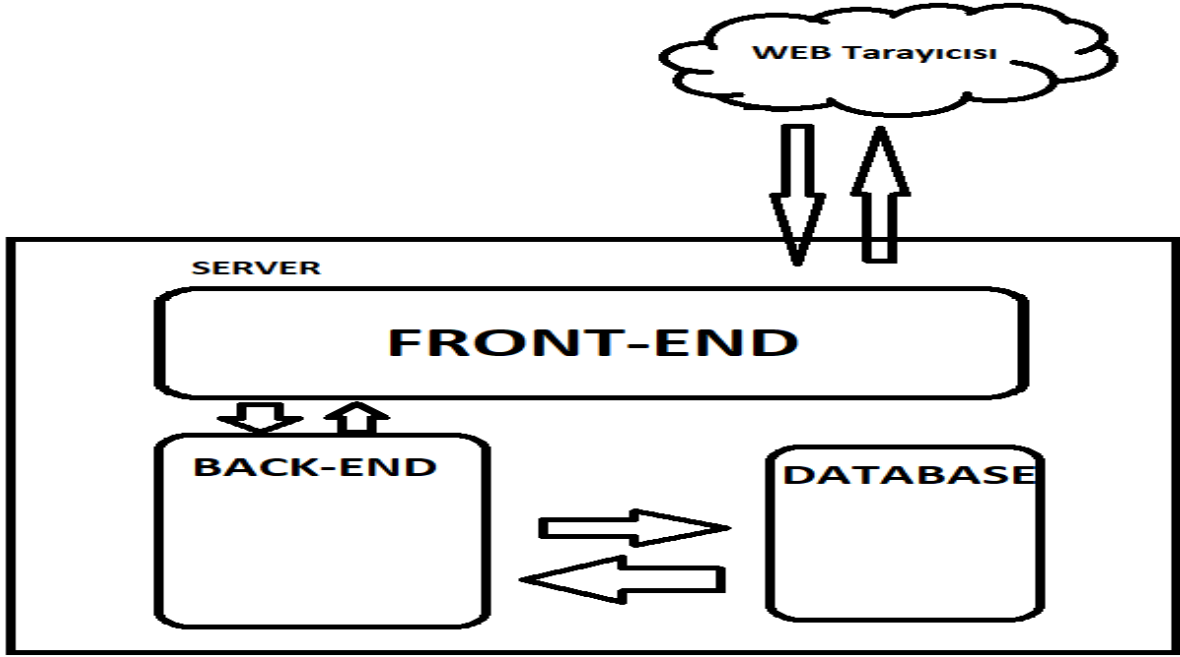 WEB Tarayıcısı
SERVER
FRONT-END
BACK-END
DATABASE